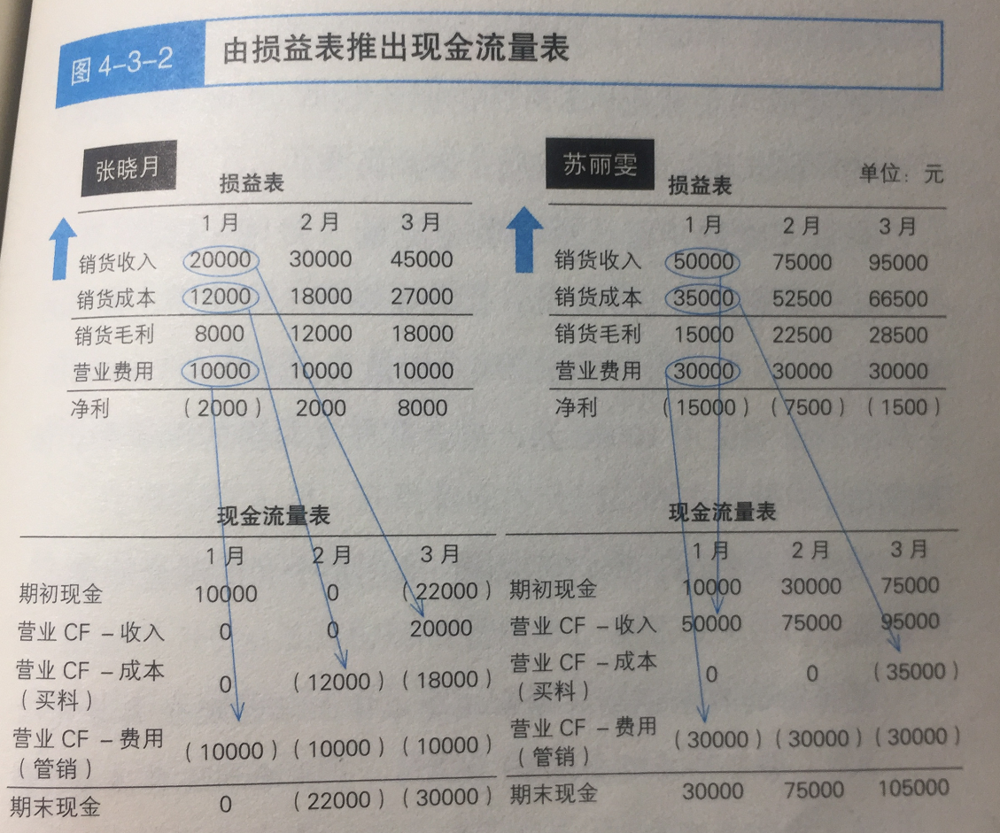 图 4-3-2 由损益表推出现金流量表
张晓月
损益表
1月 2月 3月
销货收入 20000 30000 45000
销货成本 12000 18000 27000
销货毛利 8000 12000 18000
营业费用 10000 10000 10000
净利 （2000） 2000 8000
现金流量表
1月 2月 3月
期初现金 10000 0 （22000）
营业 CF – 收入 0 0 20000
营业 CF – 成本
（买料） 0 （12000） （18000）
营业 CF – 费用
（管销） （10000） （10000） （10000）
期末现金 0 （22000） （30000）
苏丽雯
损益表
单位：元
1月 2月 3月
销货收入 50000 75000 95000
销货成本 35000 52500 66500
销货毛利 15000 22500 28500
营业费用 30000 30000 30000
净利 （15000） （7500） （1500）
现金流量表
1月 2月 3月
期初现金 10000 30000 75000
营业 CF – 收入 50000 75000 95000
营业 CF – 成本
（买料） 0 0 （35000）
营业 CF – 费用
（管销） （30000） （30000） （30000）
期末现金 30000 75000 105000